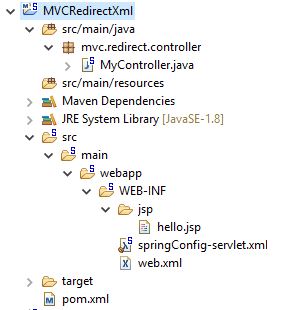 MVCRedirectXml
src/main/java
mvc.redirect.controller
MyController.java
src/main/resources
Maven Dependencies
JRE System Library [JavaSE-1.8]
src
main
webapp
WEB-INF
jsp
hello.jsp
springConfig-servlet.xml
web.xml
target
pom.xml